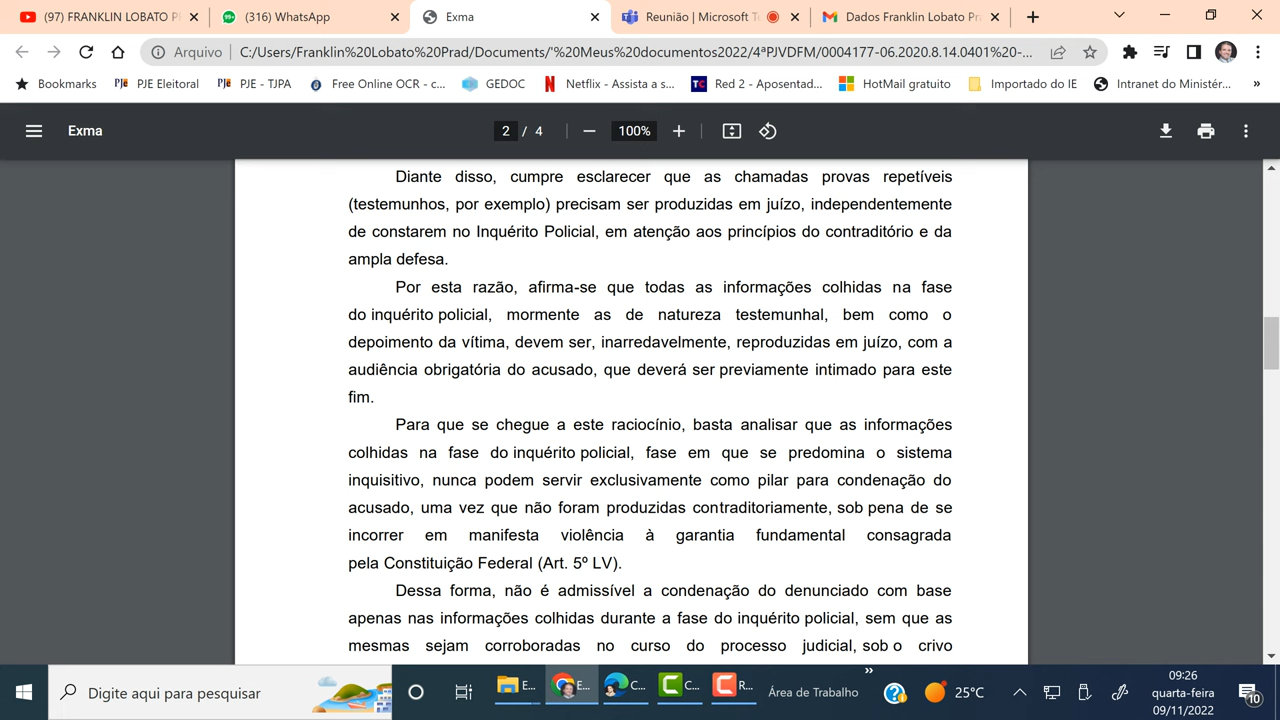 (97) FRANKLIN LOBATO P
(316) WhatsApp
Exma
Reunião | Microsoft T
Dados Franklin Lobato Pra
Arquivo
C:/Users/Franklin%20Lobato%20Prad/Documents/'%20Meus%20documentos2022/4ªPJVDFM/0004177-06.2020.8.14.0401%20-...
Bookmarks
PJE Eleitoral
PJE - TJPA
Free Online OCR - c...
GEDOC
Netflix - Assista a s...
Red 2 - Aposentad...
HotMail gratuito
Importado do IE
Intranet do Ministér...
»
Exma
2 / 4
100%
Diante disso, cumpre esclarecer que as chamadas provas repetíveis
(testemunhos, por exemplo) precisam ser produzidas em juízo, independentemente
de constarem no Inquérito Policial, em atenção aos princípios do contraditório e da
ampla defesa.
Por esta razão, afirma-se que todas as informações colhidas na fase
do inquérito policial, mormente as de natureza testemunhal, bem como o
depoimento da vítima, devem ser, inarredavelmente, reproduzidas em juízo, com a
audiência obrigatória do acusado, que deverá ser previamente intimado para este
fim.
Para que se chegue a este raciocínio, basta analisar que as informações
colhidas na fase do inquérito policial, fase em que se predomina o sistema
inquisitivo, nunca podem servir exclusivamente como pilar para condenação do
acusado, uma vez que não foram produzidas contraditoriamente, sob pena de se
incorrer em manifesta violência à garantia fundamental consagrada
pela Constituição Federal (Art. 5º LV).
Dessa forma, não é admissível a condenação do denunciado com base
apenas nas informações colhidas durante a fase do inquérito policial, sem que as
mesmas sejam corroboradas no curso do processo judicial, sob o crivo
Digite aqui para pesquisar
E...
E...
C...
C...
R...
Área de Trabalho
»
25°C
09:26
quarta-feira
09/11/2022
10